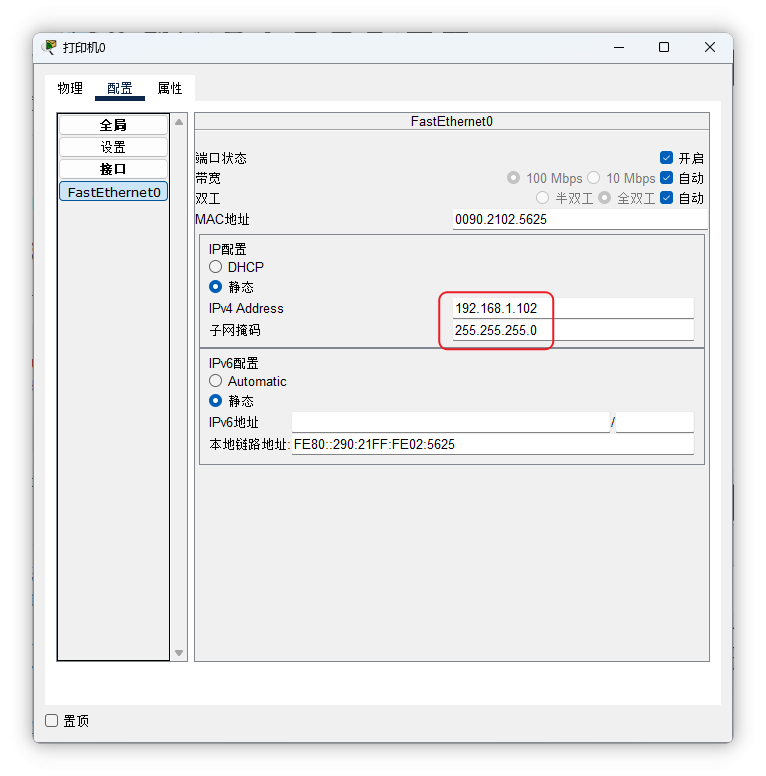 打印机0
物理 配置 属性
全局
设置
接口
FastEthernet0
FastEthernet0
端口状态 开启
带宽 100 Mbps 10 Mbps 自动
双工 半双工 全双工 自动
MAC地址 0090.2102.5625
IP配置
DHCP
静态
IPv4 Address 192.168.1.102
子网掩码 255.255.255.0
IPv6配置
Automatic
静态
IPv6地址 /
本地链路地址: FE80::290:21FF:FE02:5625
置顶